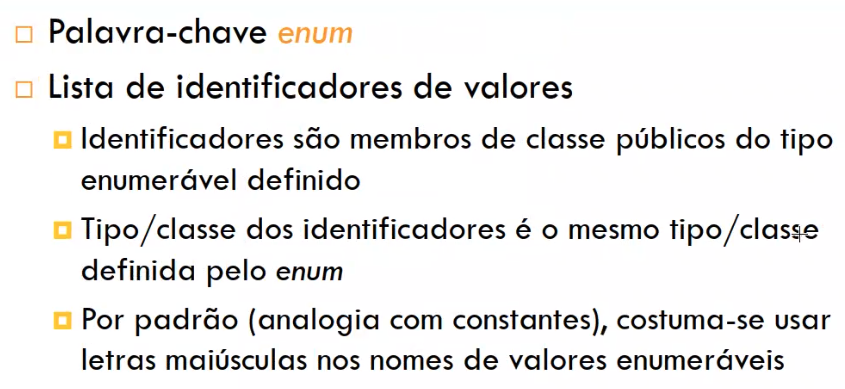 Palavra-chave enum
Lista de identificadores de valores
Identificadores são membros de classe públicos do tipo
enumerável definido
Tipo/classe dos identificadores é o mesmo tipo/classe
definida pelo enum
Por padrão (analogia com constantes), costuma-se usar
letras maiúsculas nos nomes de valores enumeráveis